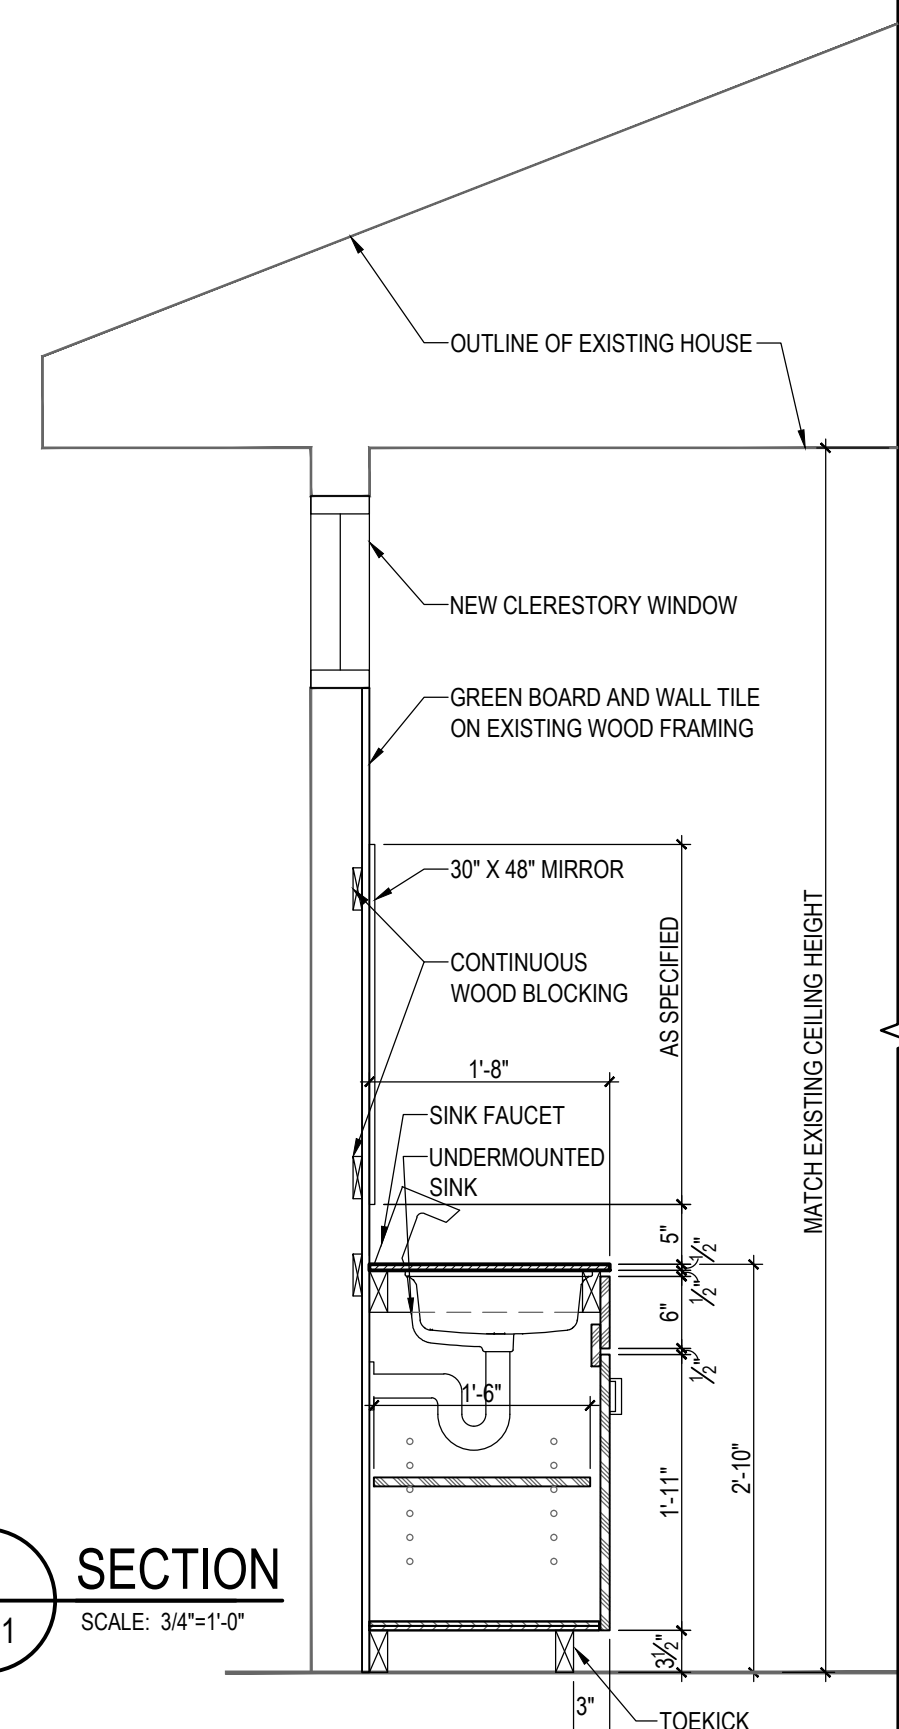 OUTLINE OF EXISTING HOUSE
NEW CLERESTORY WINDOW
GREEN BOARD AND WALL TILE
ON EXISTING WOOD FRAMING
30" X 48" MIRROR
CONTINUOUS
WOOD BLOCKING
AS SPECIFIED
MATCH EXISTING CEILING HEIGHT
1'-8"
SINK FAUCET
UNDERMOUNTED
SINK
5"
1/2"
1/2"
6"
1/2"
1'-6"
1'-11"
2'-10"
3 1/2"
3"
TOEKICK
SECTION
SCALE: 3/4"=1'-0"
1